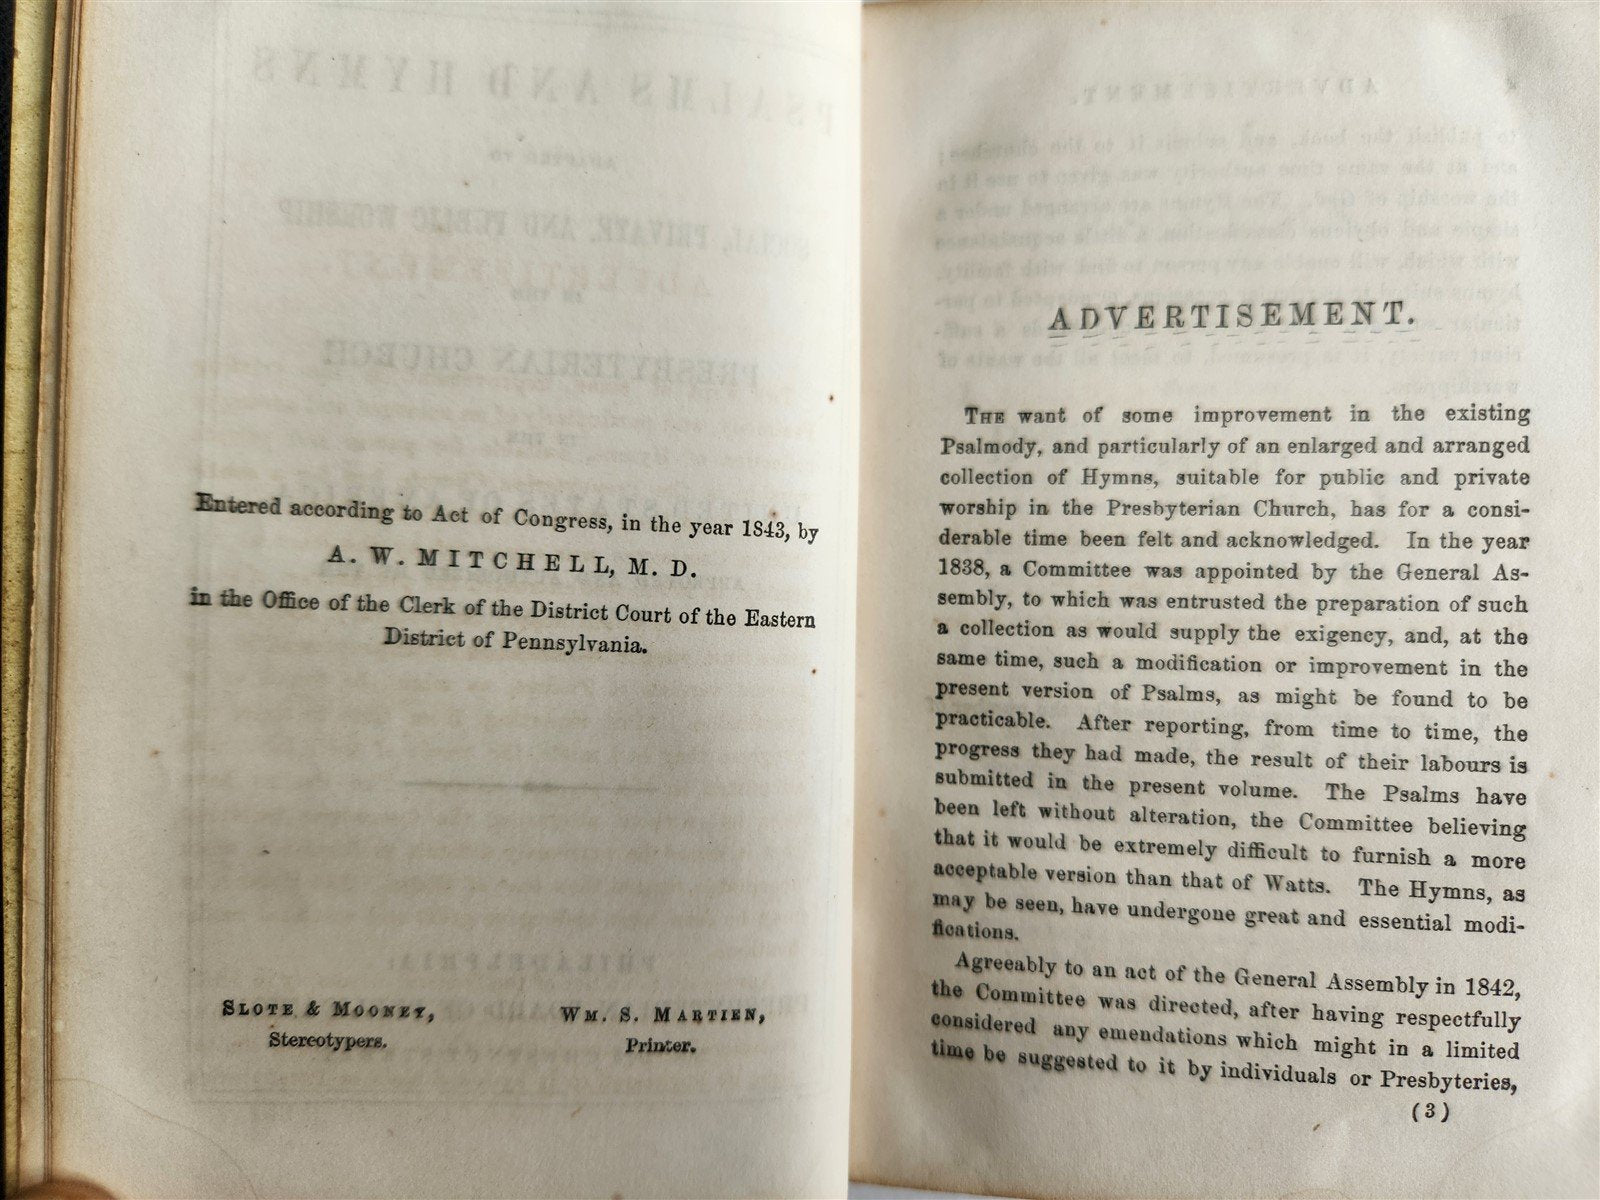 Entered according to Act of Congress, in the year 1843, by
A. W. MITCHELL, M. D.
in the Office of the Clerk of the District Court of the Eastern
District of Pennsylvania.
SLOTE & MOONEY,
Stereotypers.
WM. S. MARTIEN,
Printer.
ADVERTISEMENT.
THE want of some improvement in the existing
Psalmody, and particularly of an enlarged and arranged
collection of Hymns, suitable for public and private
worship in the Presbyterian Church, has for a consi-
derable time been felt and acknowledged. In the year
1838, a Committee was appointed by the General As-
sembly, to which was entrusted the preparation of such
a collection as would supply the exigency, and, at the
same time, such a modification or improvement in the
present version of Psalms, as might be found to be
practicable. After reporting, from time to time, the
progress they had made, the result of their labours is
submitted in the present volume. The Psalms have
been left without alteration, the Committee believing
that it would be extremely difficult to furnish a more
acceptable version than that of Watts. The Hymns, as
may be seen, have undergone great and essential modi-
fications.
Agreeably to an act of the General Assembly in 1842,
the Committee was directed, after having respectfully
considered any emendations which might in a limited
time be suggested to it by individuals or Presbyteries,
(3)